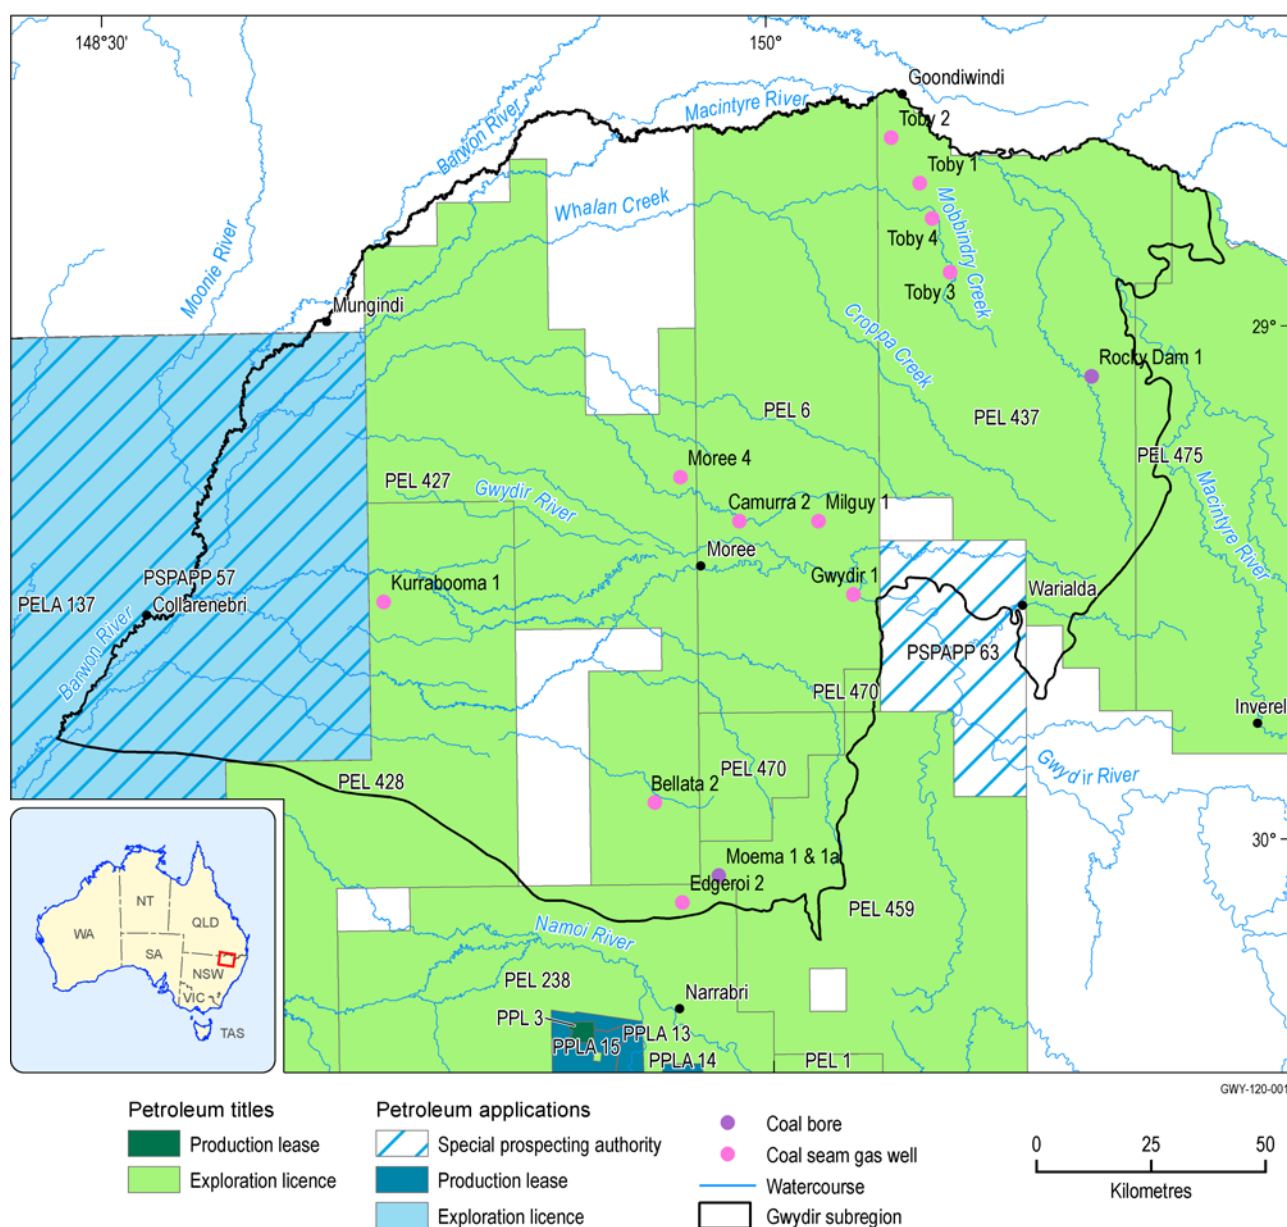 148°30'
150°
Goondiwindi
Macintyre River
Toby 2
Barwon River
Toby 1
Whalan Creek
Mobbindry Creek
Toby 4
Moonie River
Toby 3
Mungindi
Croppa Creek
29°
Rocky Dam 1
PEL 6
PEL 437
Moree 4
PEL 475
PEL 427
Gwydir River
Camurra 2
Milguy 1
Macintyre River
Moree
PSPAPP 57
Kurrabooma 1
Gwydir 1
Warialda
PELA 137
Collarenebri
PSPAPP 63
Barwon River
PEL 470
Inverel
Gwydir River
PEL 428
PEL 470
Bellata 2
30°
Moema 1 & 1a
Edgeroi 2
PEL 459
NT
QLD
WA
SA
NSW
VIC
TAS
Namoi River
PEL 238
Narrabri
PPL 3
PPLA 13
PPLA 15
PPLA 14
PEL 1
GWY-120-001
Petroleum titles
Production lease
Exploration licence
Petroleum applications
Special prospecting authority
Production lease
Exploration licence
Coal bore
Coal seam gas well
Watercourse
Gwydir subregion
0
25
50
Kilometres